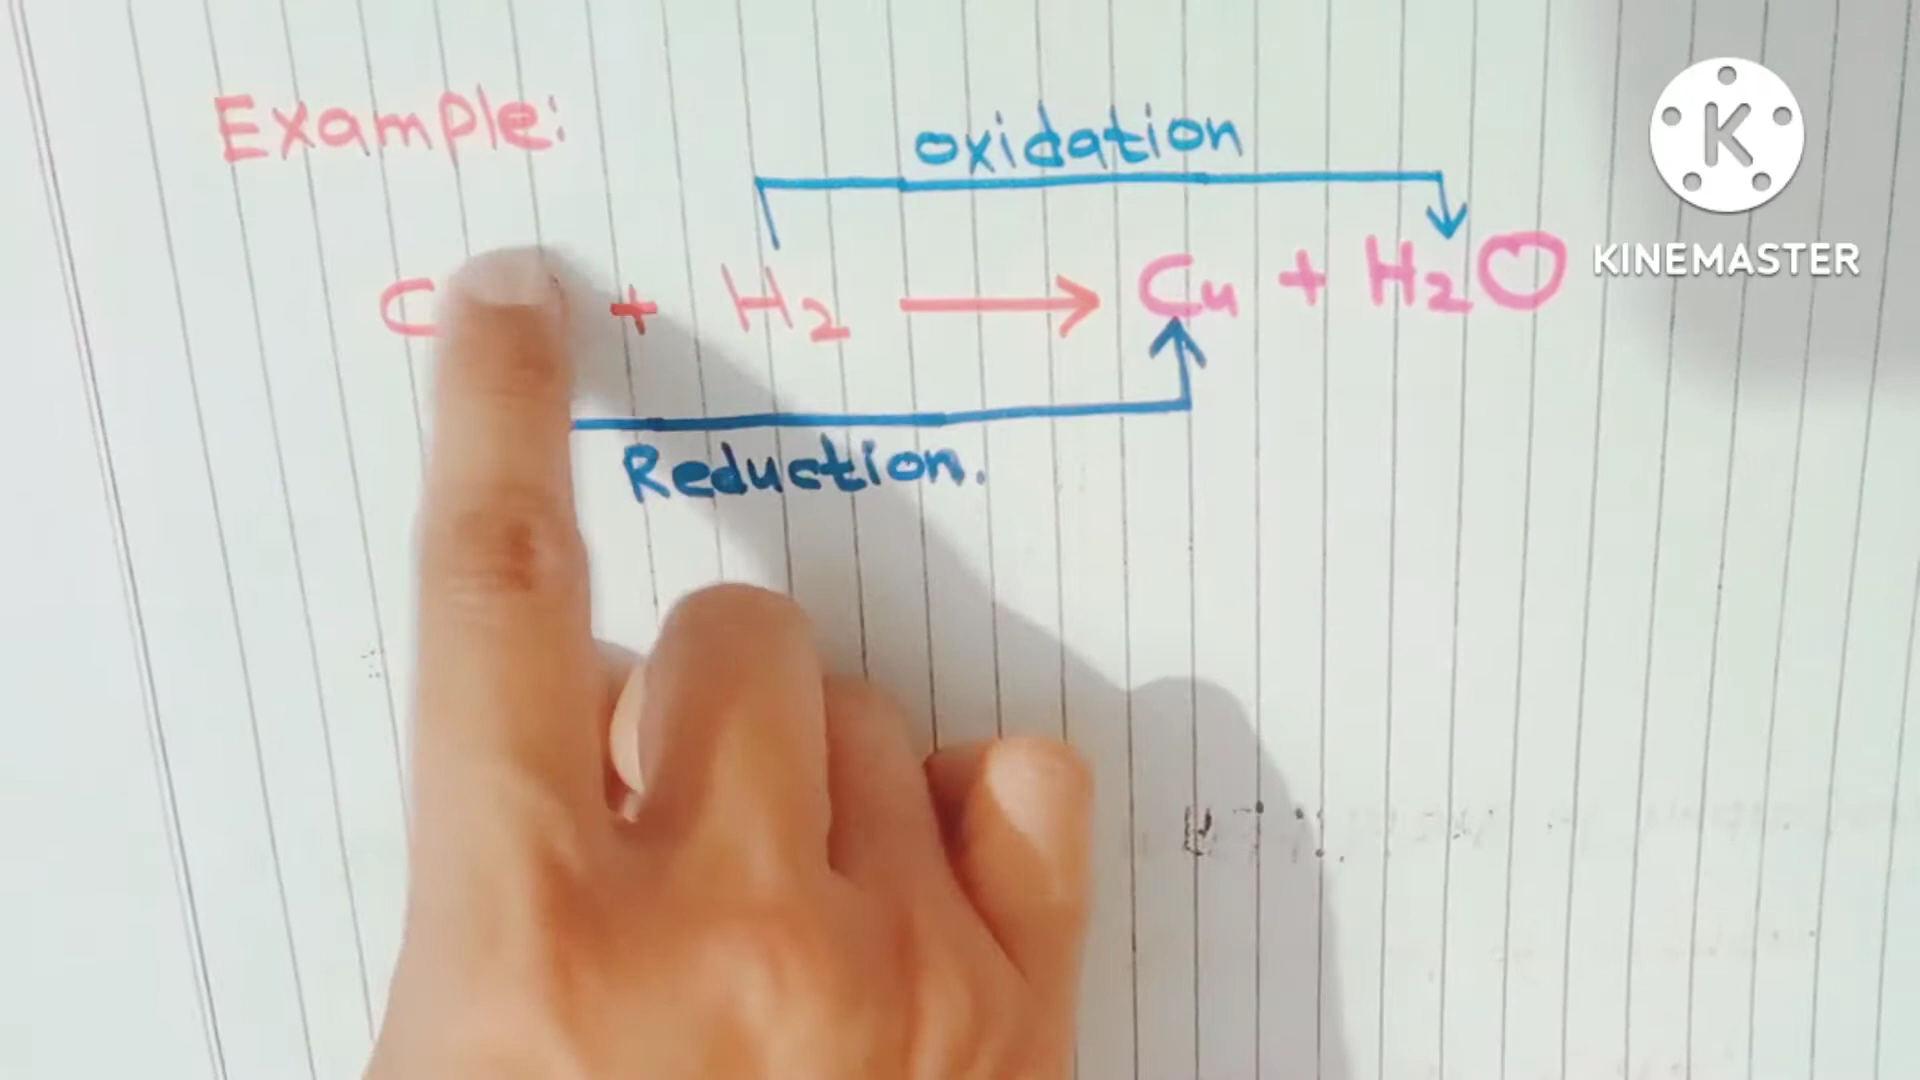 Example:
oxidation
C + H2 → Cu + H2O
Reduction.
K
KINEMASTER